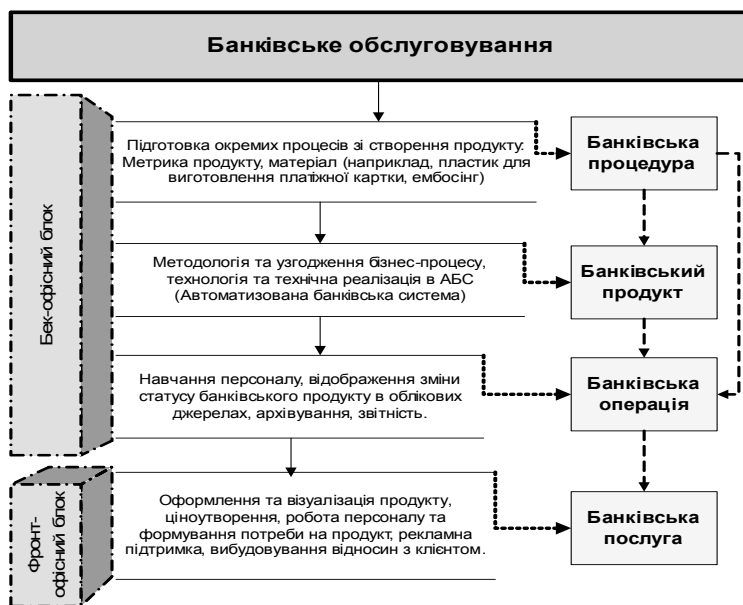 Банківське обслуговування
Бек-офісний блок
Підготовка окремих процесів зі створення продукту:
Метрика продукту, матеріал (наприклад, пластик для
виготовлення платіжної картки, ембосінг)
Банківська
процедура
Методологія та узгодження бізнес-процесу,
технологія та технічна реалізація в АБС
(Автоматизована банківська система)
Банківський
продукт
Навчання персоналу, відображення зміни
статусу банківського продукту в облікових
джерелах, архівування, звітність.
Банківська
операція
Фронт-
офісний блок
Оформлення та візуалізація продукту,
ціноутворення, робота персоналу та
формування потреби на продукт, рекламна
підтримка, вибудовування відносин з клієнтом.
Банківська
послуга